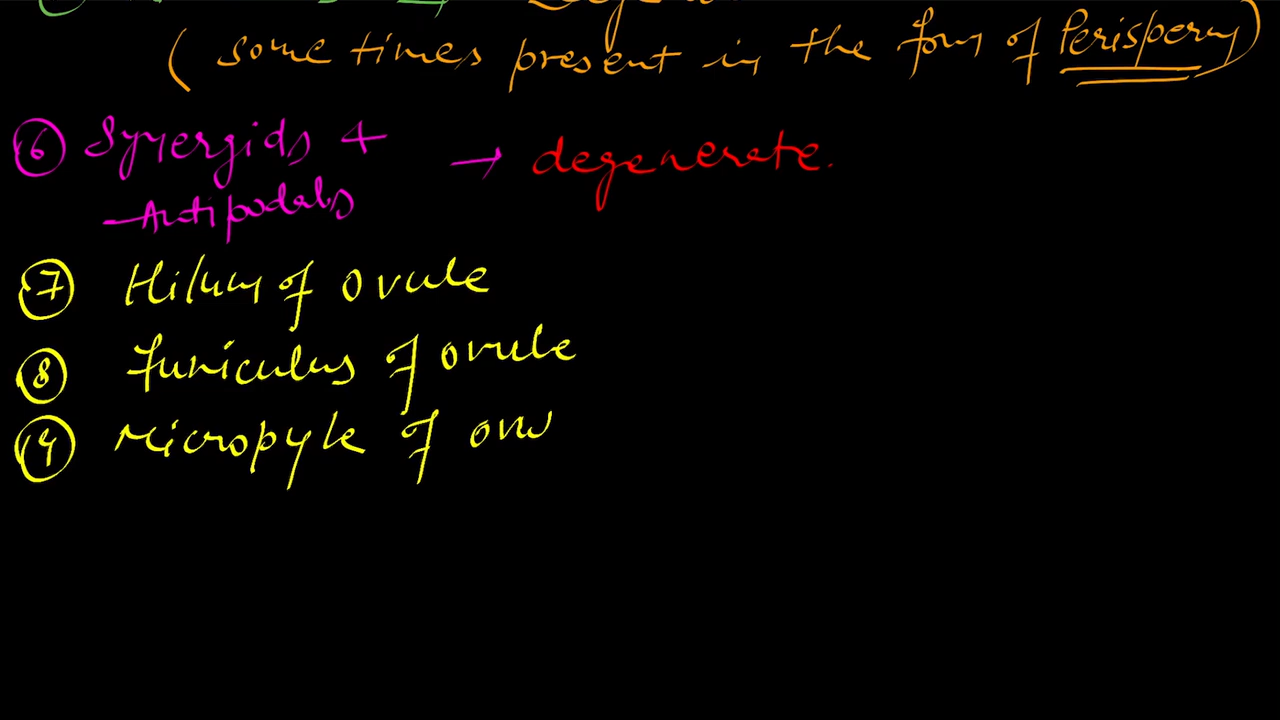 ( some times present in the form of Perisperm)
6 Synergids +
Antipodals → degenerate.
7 Hilum of ovule
8 funiculus of ovule
9 Micropyle of ovu